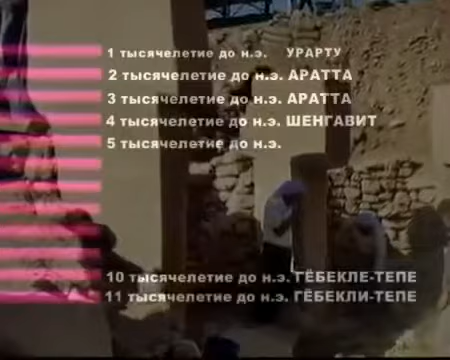 1 тысячелетие до н.э. УРАРТУ
2 тысячелетие до н.э. АРАТТА
3 тысячелетие до н.э. АРАТТА
4 тысячелетие до н.э. ШЕНГАВИТ
5 тысячелетие до н.э.
10 тысячелетие до н.э. ГЁБЕКЛЕ-ТЕПЕ
11 тысячелетие до н.э. ГЁБЕКЛИ-ТЕПЕ